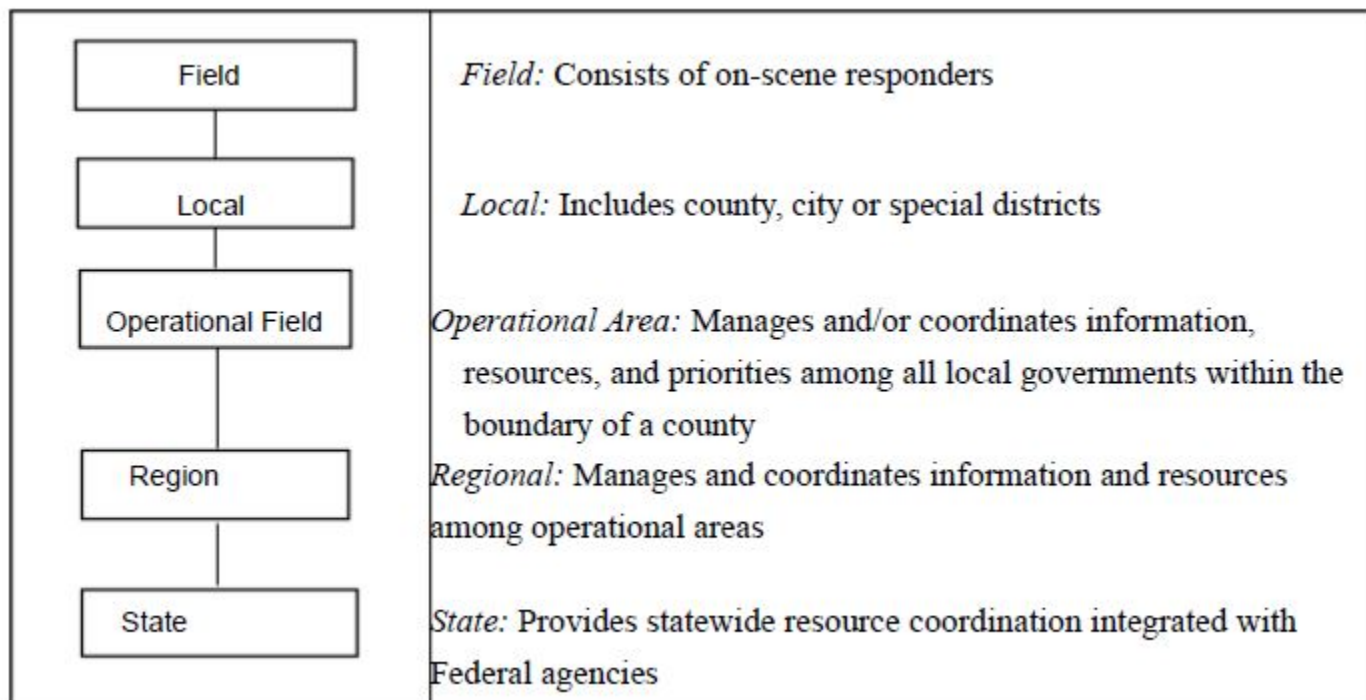 Field
Field: Consists of on-scene responders
Local
Local: Includes county, city or special districts
Operational Field
Operational Area: Manages and/or coordinates information,
resources, and priorities among all local governments within the
boundary of a county
Region
Regional: Manages and coordinates information and resources
among operational areas
State
State: Provides statewide resource coordination integrated with
Federal agencies